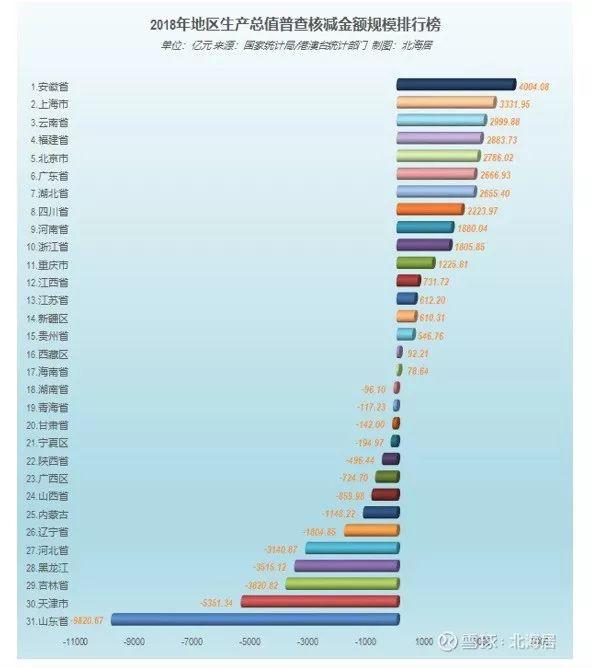 2018年地区生产总值普查核减金额规模排行榜
单位：亿元 来源：国家统计局/港澳台统计部门 制图：北海居
1.安徽省 4004.08
2.上海市 3331.95
3.云南省 2999.88
4.福建省 2883.73
5.北京市 2786.02
6.广东省 2666.93
7.湖北省 2655.40
8.四川省 2223.97
9.河南省 1880.04
10.浙江省 1805.85
11.重庆市 1225.61
12.江西省 731.72
13.江苏省 612.20
14.新疆区 610.31
15.贵州省 546.76
16.西藏区 92.21
17.海南省 78.64
18.湖南省 -96.10
19.青海省 -117.23
20.甘肃省 -142.00
21.宁夏区 -194.97
22.陕西省 -496.44
23.广西区 -724.70
24.山西省 -859.98
25.内蒙古 -1148.22
26.辽宁省 -1804.85
27.河北省 -3140.67
28.黑龙江 -3515.12
29.吉林省 -3820.82
30.天津市 -5351.34
31.山东省 -9820.67
-11000 -9000 -7000 -5000 -3000 -1000 1000 3000 5000
雪球：北海居